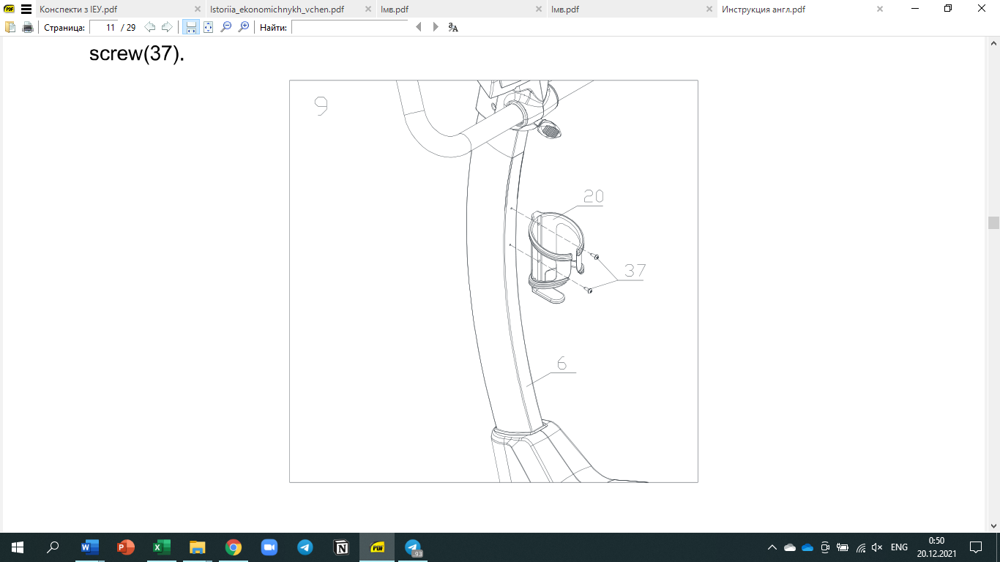 Конспекти з ІЕУ.pdf
Istoriia_ekonomichnykh_vchen.pdf
Імв.pdf
Імв.pdf
Инструкция англ.pdf
Страница: 11 / 29
Найти:
screw(37).
9
20
37
6
PDF
93
ENG
0:50
20.12.2021